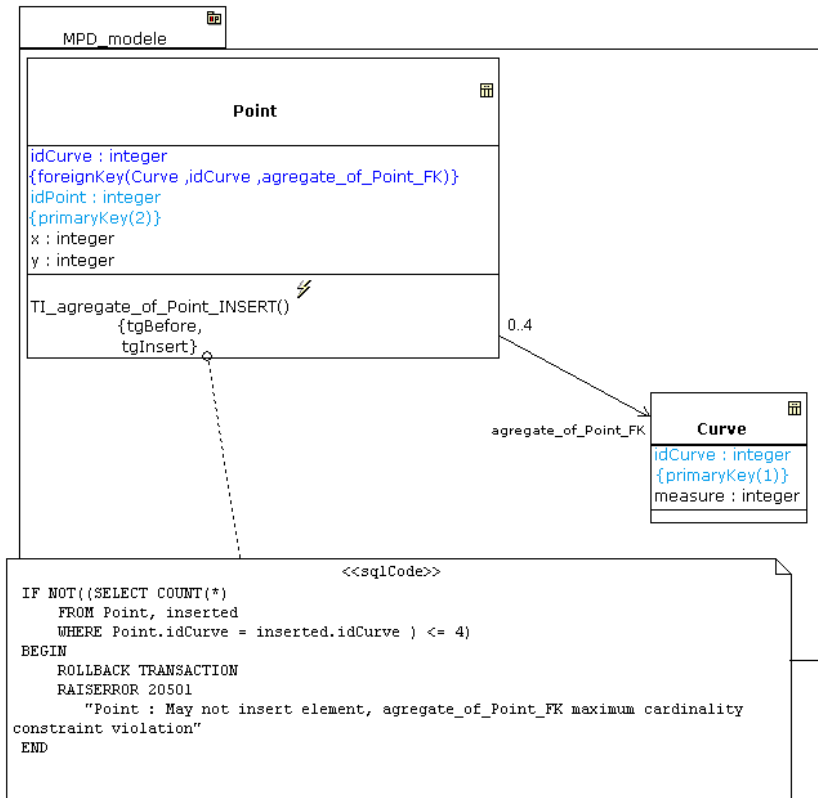 MPD_modele
Point
idCurve : integer
{foreignKey(Curve ,idCurve ,agregate_of_Point_FK)}
idPoint : integer
{primaryKey(2)}
x : integer
y : integer
TI_agregate_of_Point_INSERT()
{tgBefore,
tgInsert}
0..4
agregate_of_Point_FK
Curve
idCurve : integer
{primaryKey(1)}
measure : integer
<<sqlCode>>
IF NOT((SELECT COUNT(*)
FROM Point, inserted
WHERE Point.idCurve = inserted.idCurve ) <= 4)
BEGIN
ROLLBACK TRANSACTION
RAISERROR 20501
"Point : May not insert element, agregate_of_Point_FK maximum cardinality
constraint violation"
END